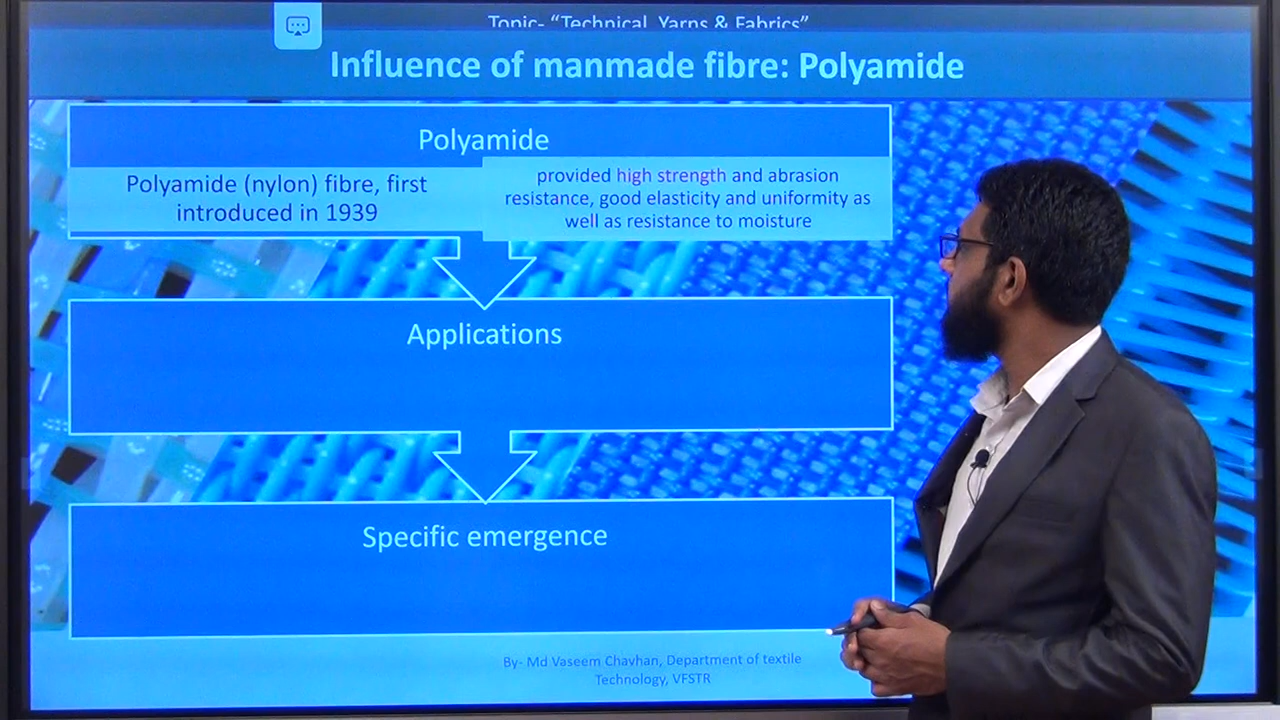 Topic- “Technical Yarns & Fabrics”
Influence of manmade fibre: Polyamide
Polyamide
Polyamide (nylon) fibre, first
introduced in 1939
provided high strength and abrasion
resistance, good elasticity and uniformity as
well as resistance to moisture
Applications
Specific emergence
By- Md Vaseem Chavhan, Department of textile
Technology, VFSTR